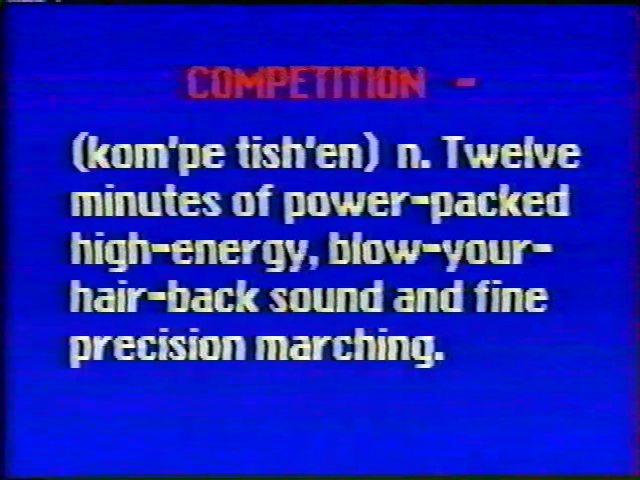 COMPETITION -
(kom'pe tish'en) n. Twelve
minutes of power-packed
high-energy, blow-your-
hair-back sound and fine
precision marching.